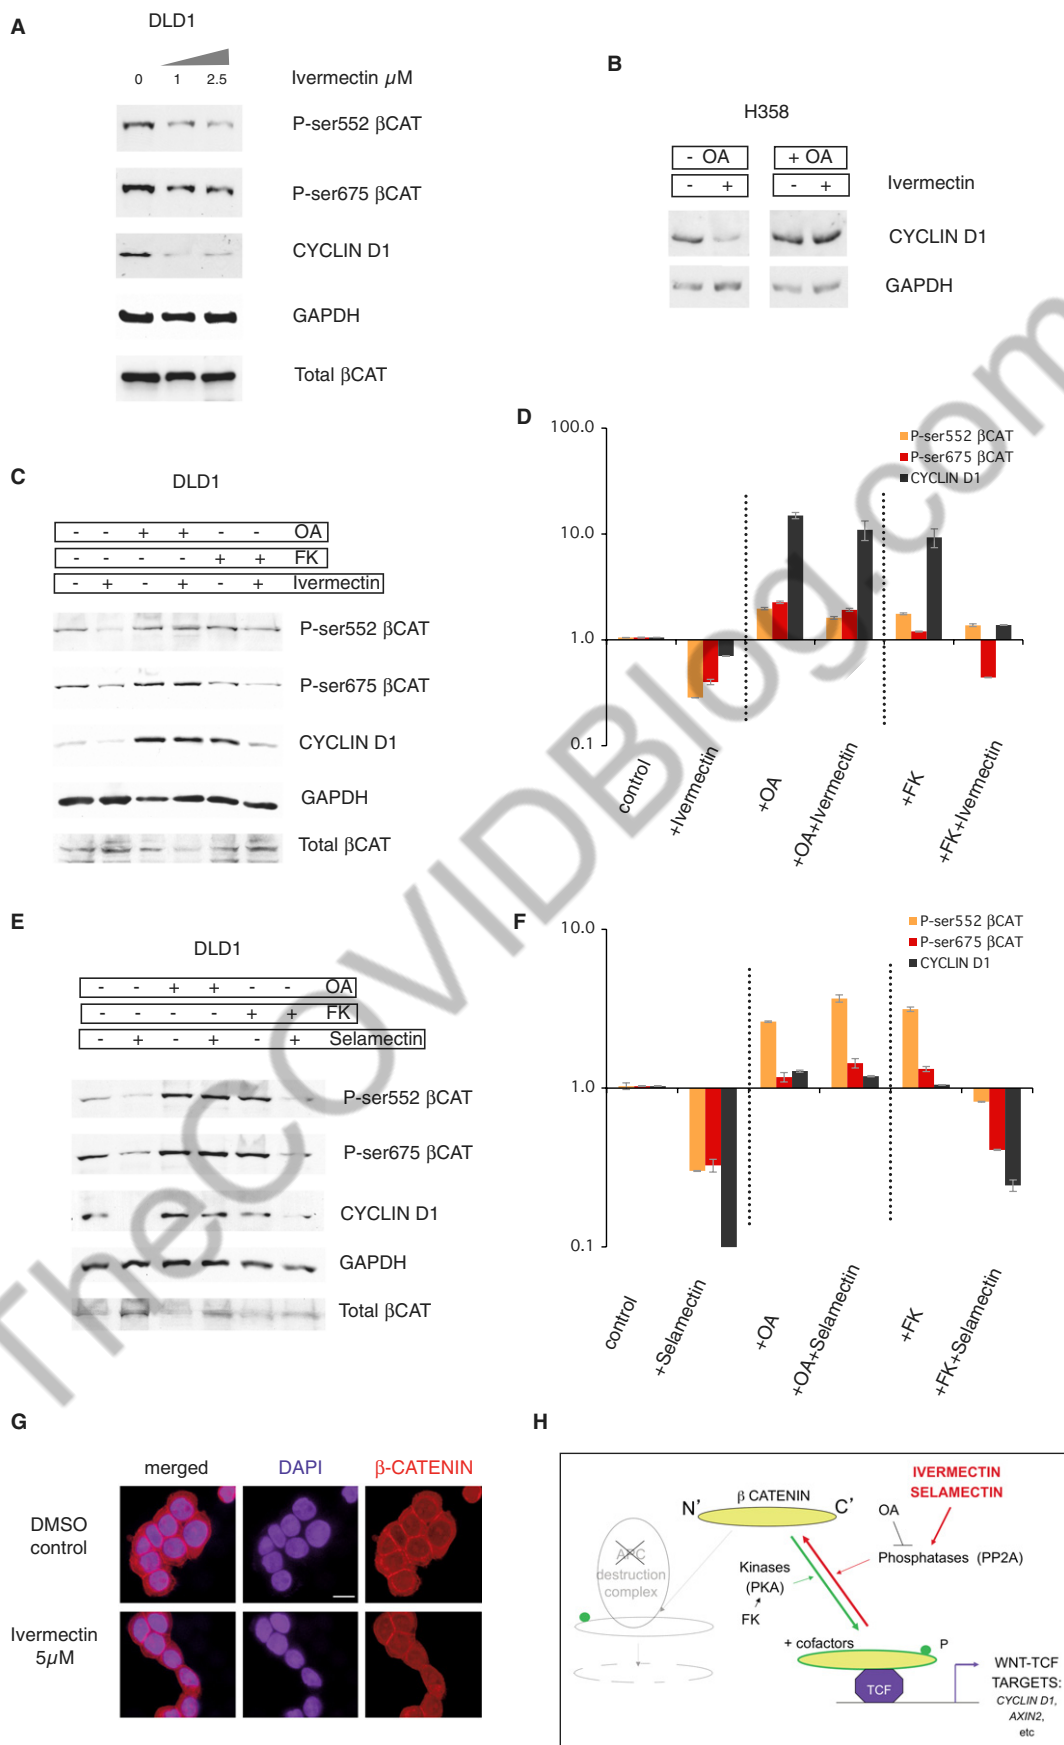 A
DLD1
0 1 2.5 Ivermectin µM
P-ser552 βCAT
P-ser675 βCAT
CYCLIN D1
GAPDH
Total βCAT
B
H358
- OA + OA
- + - + Ivermectin
CYCLIN D1
GAPDH
C
DLD1
- - + + - - OA
- - - - + + FK
- + - + - + Ivermectin
P-ser552 βCAT
P-ser675 βCAT
CYCLIN D1
GAPDH
Total βCAT
D
100.0
10.0
1.0
0.1
P-ser552 βCAT
P-ser675 βCAT
CYCLIN D1
control
+Ivermectin
+OA
+OA+Ivermectin
+FK
+FK+Ivermectin
E
DLD1
- - + + - - OA
- - - - + + FK
- + - + - + Selamectin
P-ser552 βCAT
P-ser675 βCAT
CYCLIN D1
GAPDH
Total βCAT
F
10.0
1.0
0.1
P-ser552 βCAT
P-ser675 βCAT
CYCLIN D1
control
+Selamectin
+OA
+OA+Selamectin
+FK
+FK+Selamectin
G
merged DAPI β-CATENIN
DMSO
control
Ivermectin
5µM
H
IVERMECTIN
SELAMECTIN
β CATENIN
N' C'
OA
Phosphatases (PP2A)
APC
destruction
complex
Kinases
(PKA)
FK
+ cofactors
P
TCF
WNT-TCF
TARGETS:
CYCLIN D1,
AXIN2,
etc
TheCOVIDBlog.com